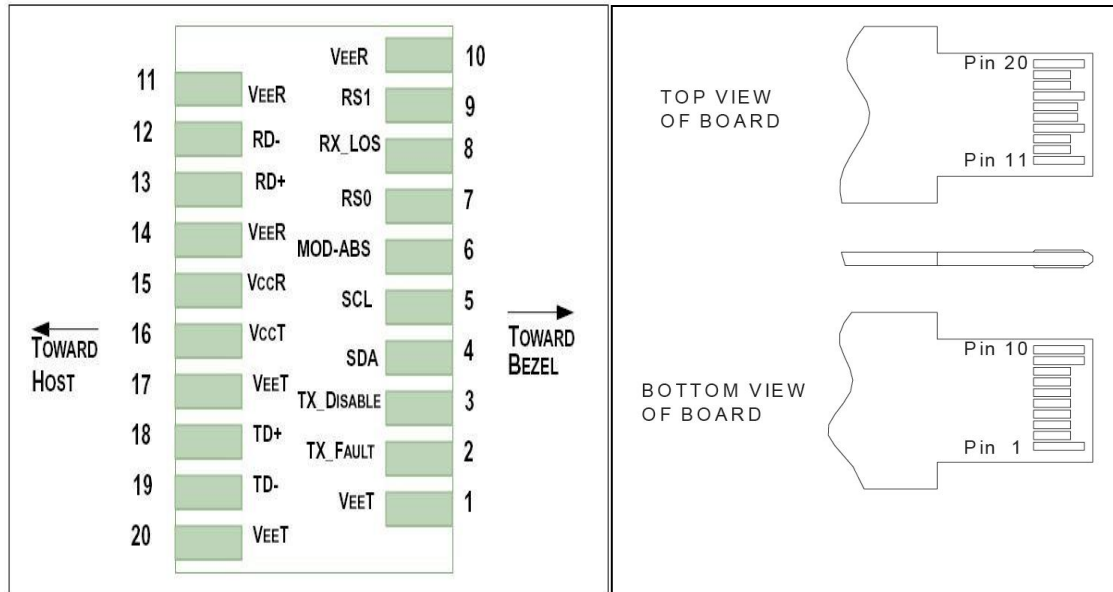 11
12
13
14
15
16
17
18
19
20
VEER
RD-
RD+
VEER
VCCR
VCCT
VEET
TD+
TD-
VEET
VEER
RS1
RX_LOS
RS0
MOD-ABS
SCL
SDA
TX_DISABLE
TX_FAULT
VEET
10
9
8
7
6
5
4
3
2
1
TOWARD
HOST
TOWARD
BEZEL
TOP VIEW
OF BOARD
Pin 20
Pin 11
BOTTOM VIEW
OF BOARD
Pin 10
Pin 1